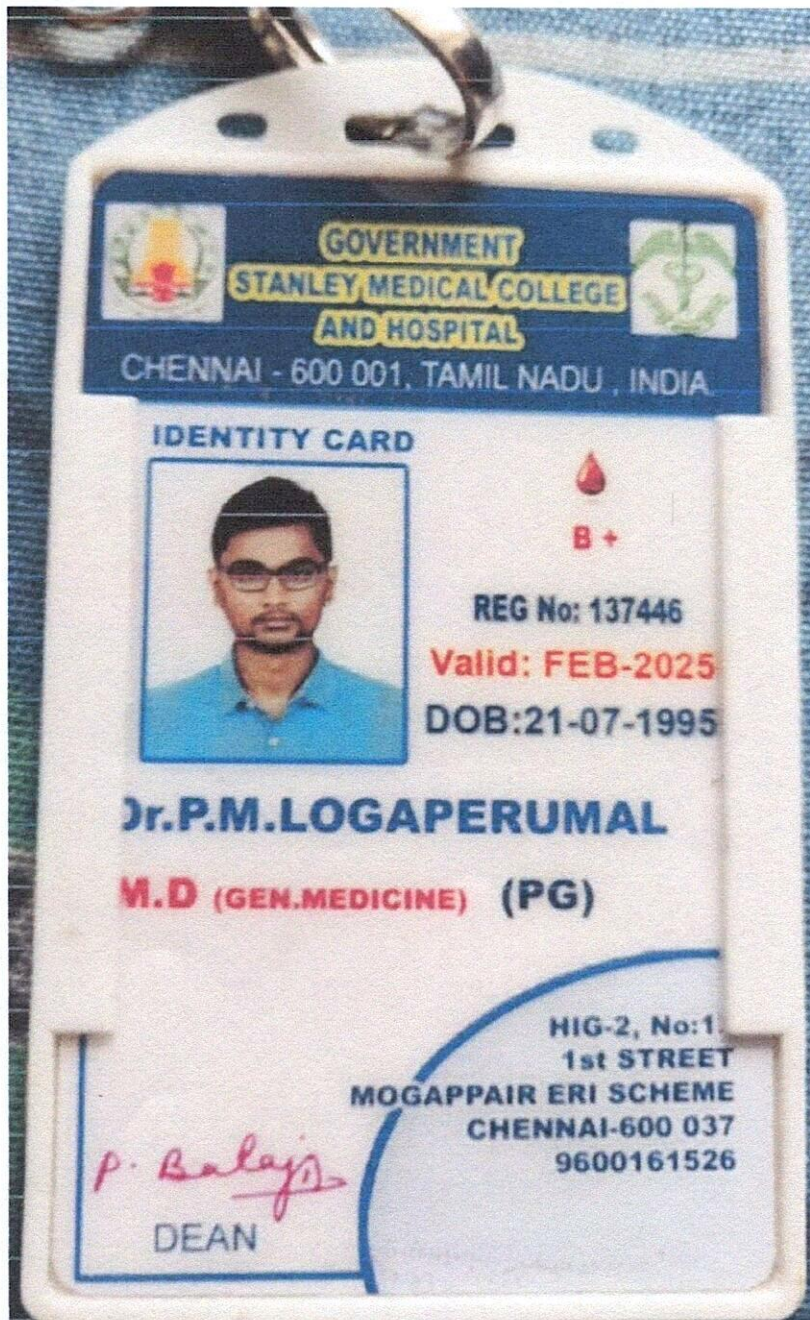 GOVERNMENT
STANLEY MEDICAL COLLEGE
AND HOSPITAL
CHENNAI - 600 001, TAMIL NADU , INDIA.
IDENTITY CARD
B +
REG No: 137446
Valid: FEB-2025
DOB:21-07-1995
Dr.P.M.LOGAPERUMAL
M.D (GEN.MEDICINE) (PG)
HIG-2, No:1
1st STREET
MOGAPPAIR ERI SCHEME
CHENNAI-600 037
9600161526
P. Balaji
DEAN